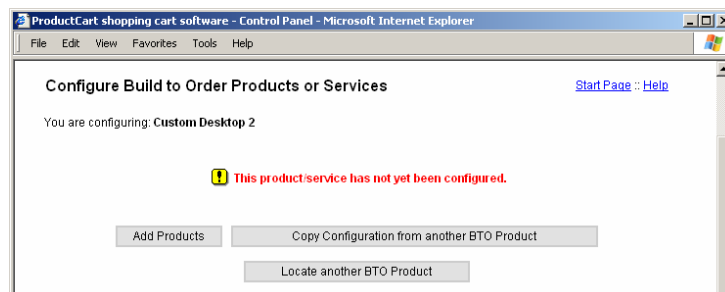 ProductCart shopping cart software - Control Panel - Microsoft Internet Explorer
File Edit View Favorites Tools Help
Configure Build to Order Products or Services
Start Page :: Help
You are configuring: Custom Desktop 2
This product/service has not yet been configured.
Add Products
Copy Configuration from another BTO Product
Locate another BTO Product